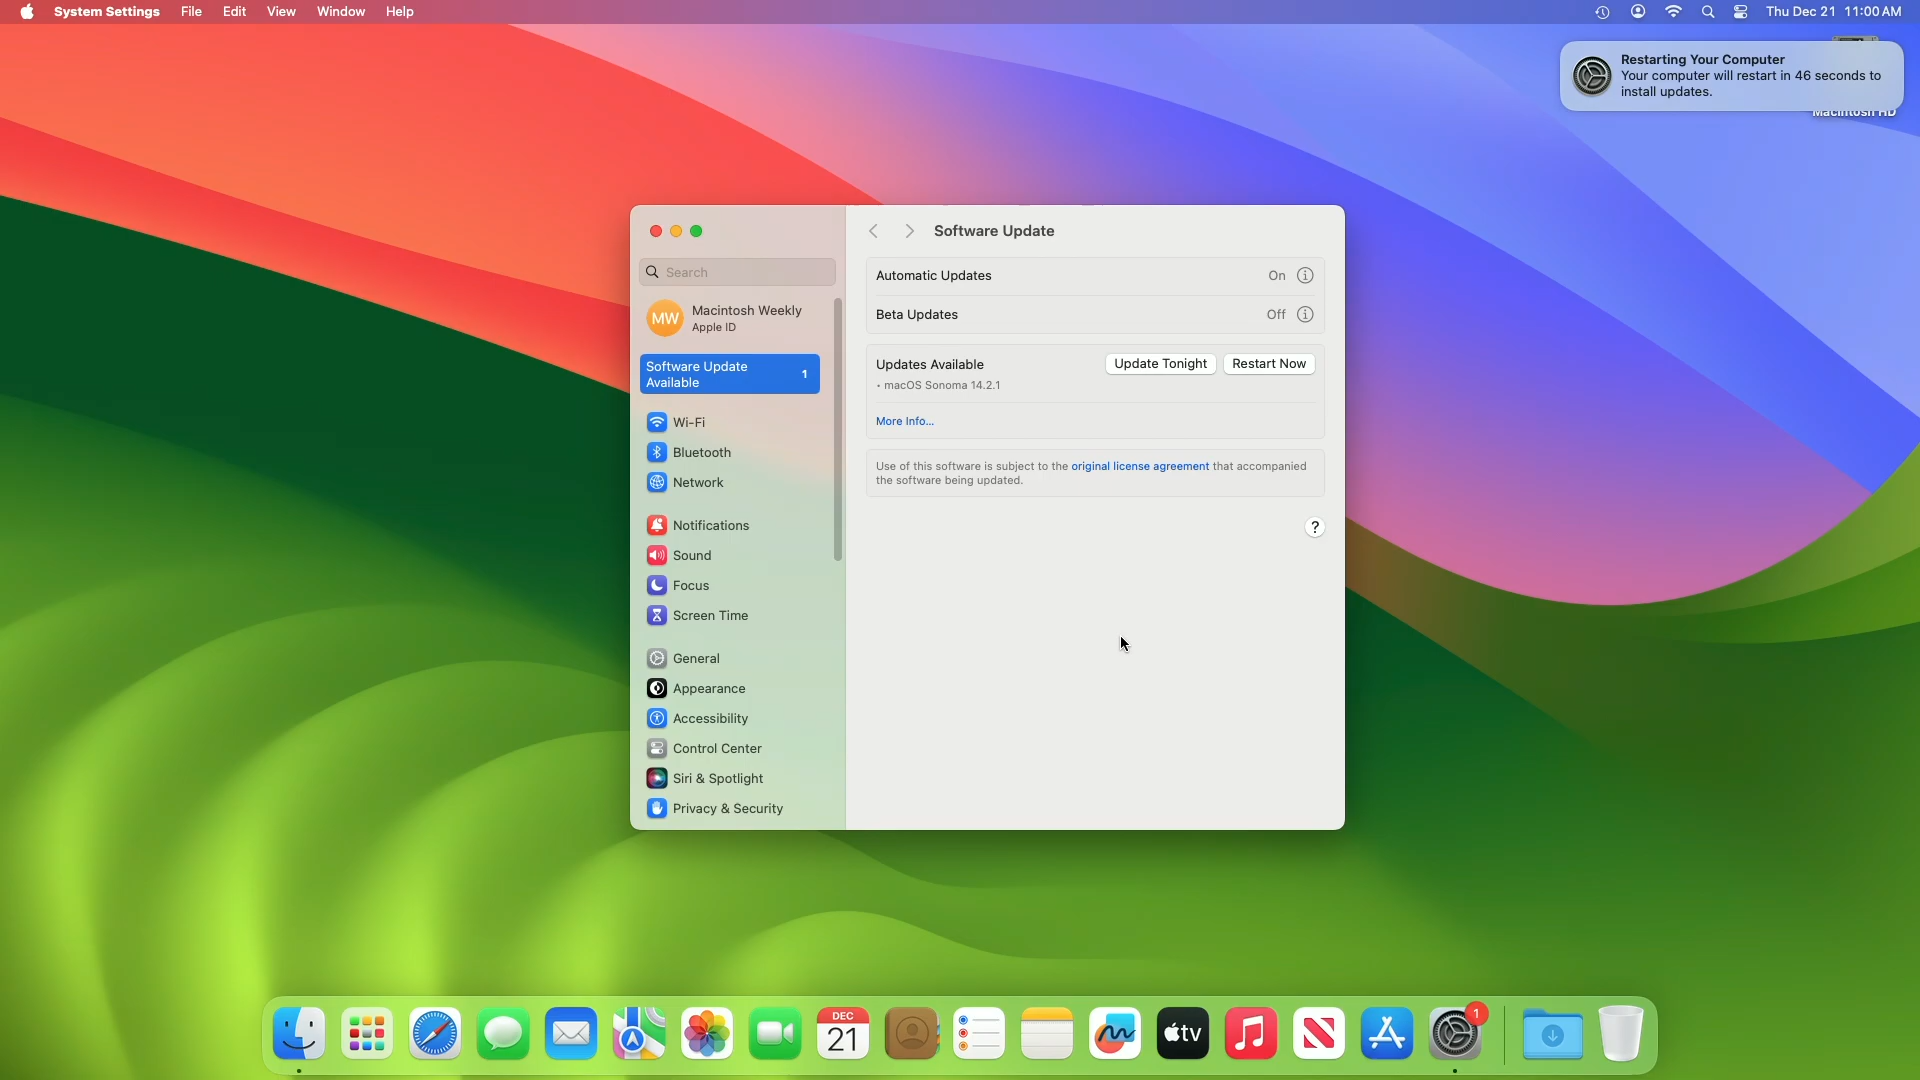 System Settings File Edit View Window Help
Thu Dec 21 11:00 AM
Restarting Your Computer
Your computer will restart in 46 seconds to
install updates.
Macintosh HD
Software Update
Search
Automatic Updates On
MW Macintosh Weekly
Apple ID
Beta Updates Off
Software Update
Available 1
Updates Available Update Tonight Restart Now
• macOS Sonoma 14.2.1
More Info...
Use of this software is subject to the original license agreement that accompanied
the software being updated.
?
Wi-Fi
Bluetooth
Network
Notifications
Sound
Focus
Screen Time
General
Appearance
Accessibility
Control Center
Siri & Spotlight
Privacy & Security
DEC
21
tv
1